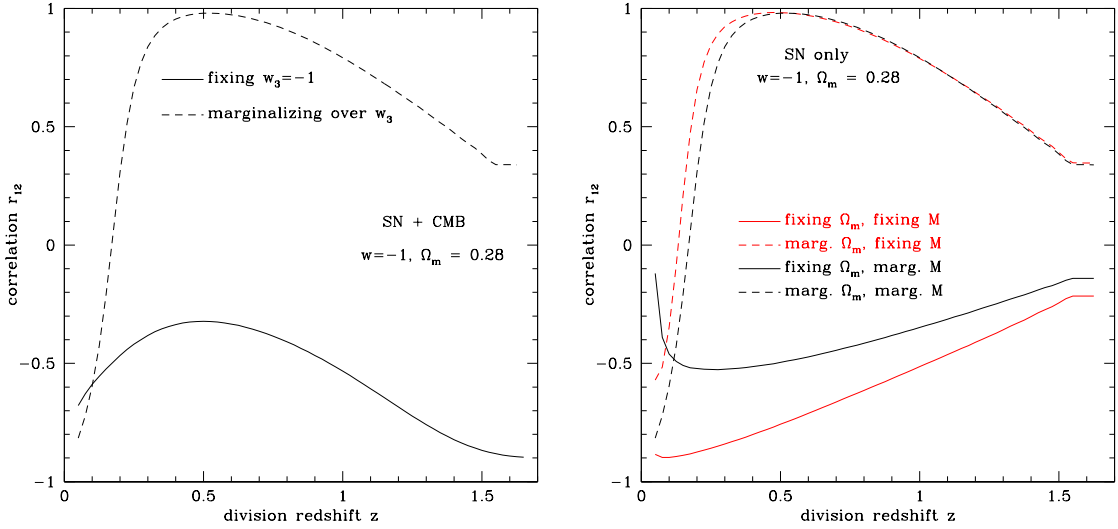 1
0.5
0
−0.5
−1
correlation r₁₂
fixing w₃=−1
marginalizing over w₃
SN + CMB
w=−1, Ωₘ = 0.28
0
0.5
1
1.5
division redshift z
1
0.5
0
−0.5
−1
correlation r₁₂
SN only
w=−1, Ωₘ = 0.28
fixing Ωₘ, fixing M
marg. Ωₘ, fixing M
fixing Ωₘ, marg. M
marg. Ωₘ, marg. M
0
0.5
1
1.5
division redshift z